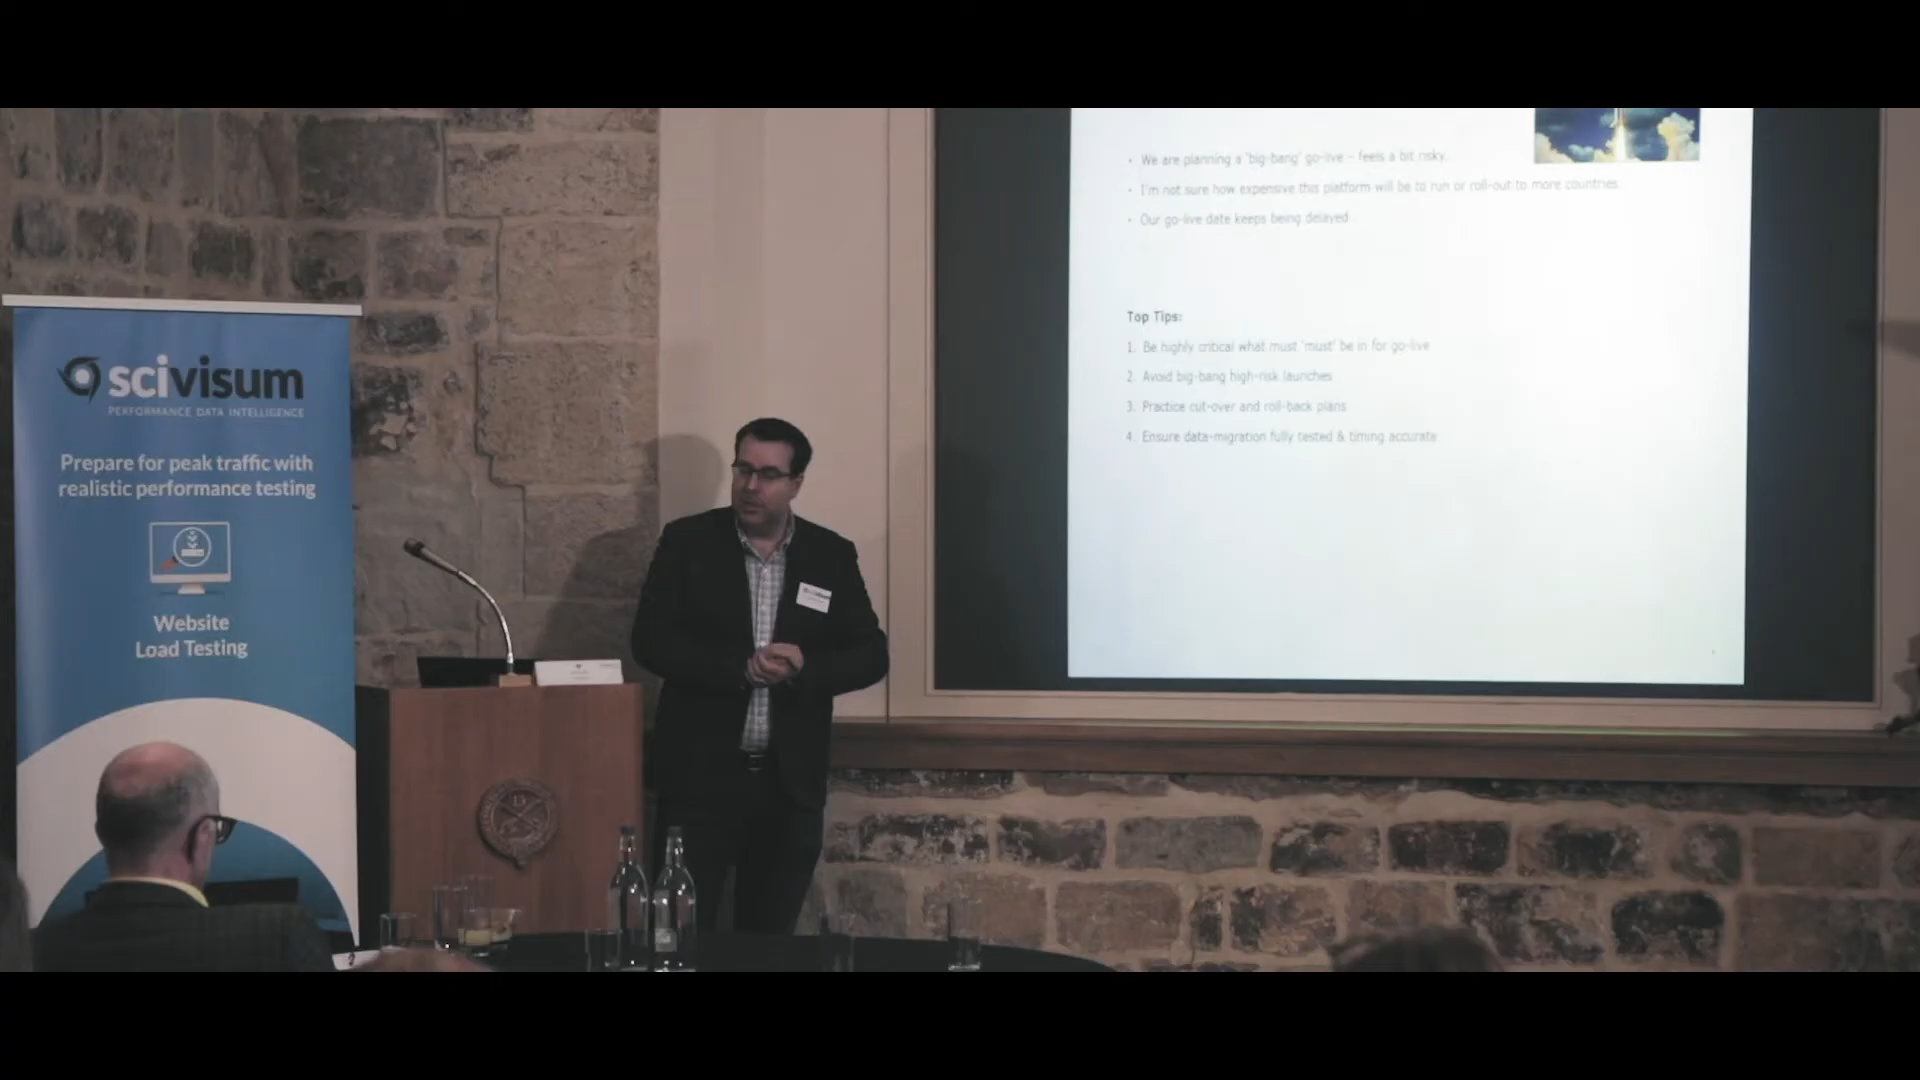 scivisum
PERFORMANCE DATA INTELLIGENCE
Prepare for peak traffic with
realistic performance testing
Website
Load Testing
• We are planning a 'big-bang' go-live – feels a bit risky.
• I'm not sure how expensive this platform will be to run or roll-out to more countries.
• Our go-live date keeps being delayed
Top Tips:
1. Be highly critical what must 'must' be in for go-live
2. Avoid big-bang high-risk launches
3. Practice cut-over and roll-back plans
4. Ensure data-migration fully tested & timing accurate